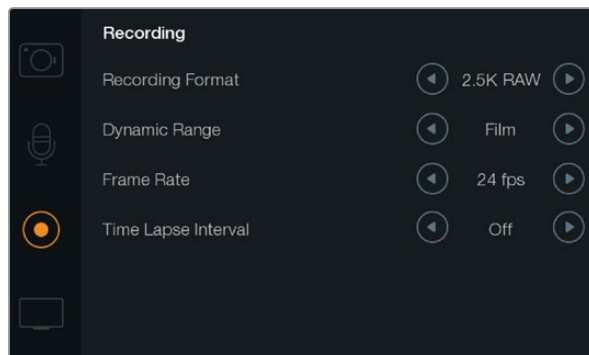 Recording
Recording Format 2.5K RAW
Dynamic Range Film
Frame Rate 24 fps
Time Lapse Interval Off